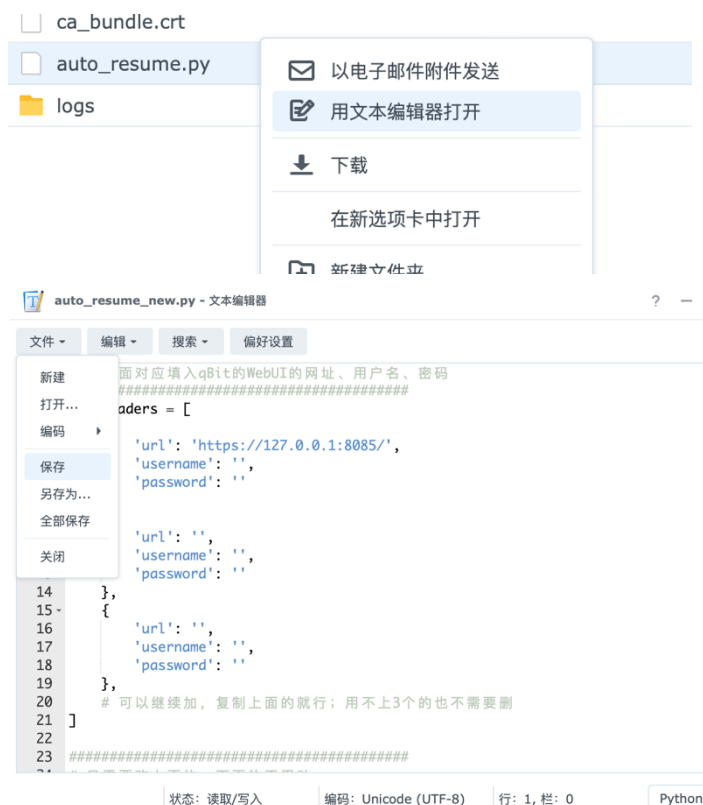 ca_bundle.crt
auto_resume.py
以电子邮件附件发送
logs
用文本编辑器打开
下载
在新选项卡中打开
新建文件夹
auto_resume_new.py - 文本编辑器
? —
文件 编辑 搜索 偏好设置
新建
打开...
编码
保存
另存为...
全部保存
关闭
面对应填入qBit的WebUI的网址、用户名、密码
####################################
aders = [
'url': 'https://127.0.0.1:8085/',
'username': '',
'password': ''
'url': '',
'username': '',
'password': ''
14 },
15 {
16 'url': '',
17 'username': '',
18 'password': ''
19 },
20 # 可以继续加, 复制上面的就行; 用不上3个的也不需要删
21 ]
22
23 ##########################################
状态: 读取/写入 编码: Unicode (UTF-8) 行: 1, 栏: 0 Python